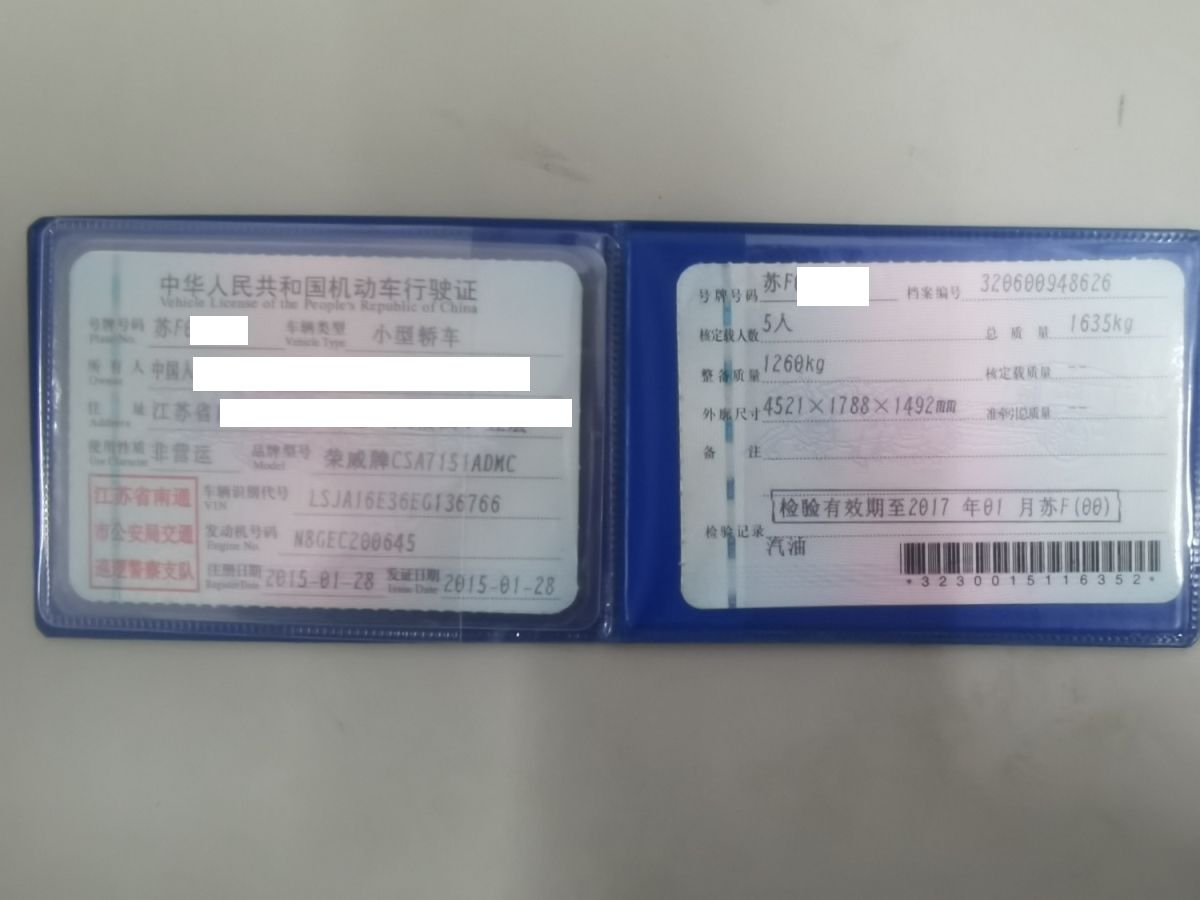 中华人民共和国机动车行驶证
Vehicle License of the People's Republic of China
号牌号码 苏F 车辆类型 小型轿车
Plate No. Vehicle Type
所有人 中国人
Owner
住址 江苏省
Address
使用性质 非营运 品牌型号 荣威牌CSA7151ADMC
Use Character Model
江苏省南通
市公安局交通
巡逻警察支队
车辆识别代号 LSJA16E36EG136766
VIN
发动机号码 N8GEC200645
Engine No.
注册日期 2015-01-28 发证日期 2015-01-28
Register Date Issue Date
号牌号码 苏F 档案编号 320600948626
核定载人数 5人 总质量 1635kg
整备质量 1260kg 核定载质量 --
外廓尺寸 4521×1788×1492mm 准牵引总质量 --
备注
检验有效期至2017 年01 月苏F(00)
检验记录
汽油
*3230015116352*